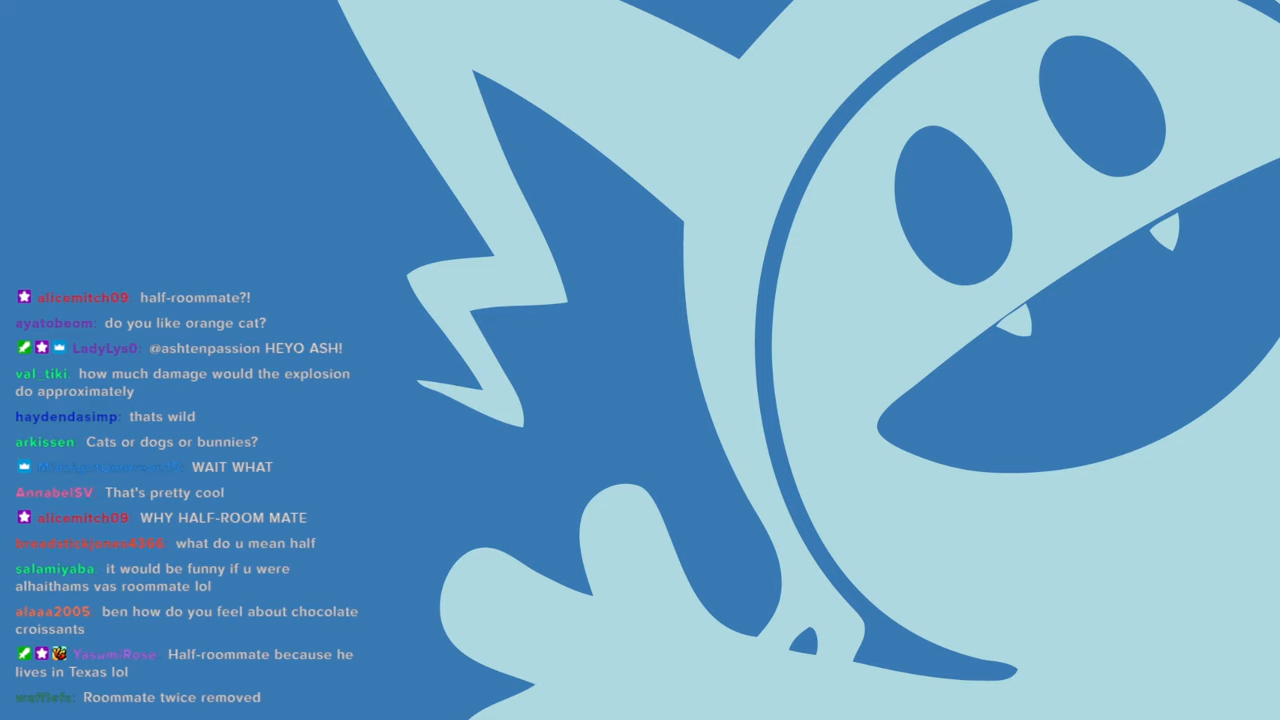 alicemitch09: half-roommate?!
ayatobeom: do you like orange cat?
LadyLys0: @ashtenpassion HEYO ASH!
val_tiki: how much damage would the explosion
do approximately
haydendasimp: thats wild
arkissen: Cats or dogs or bunnies?
WAIT WHAT
AnnabelSV: That's pretty cool
alicemitch09: WHY HALF-ROOM MATE
breadstickjones4366: what do u mean half
salamiyaba: it would be funny if u were
alhaithams vas roommate lol
alaaa2005: ben how do you feel about chocolate
croissants
YasumiRose: Half-roommate because he
lives in Texas lol
Roommate twice removed